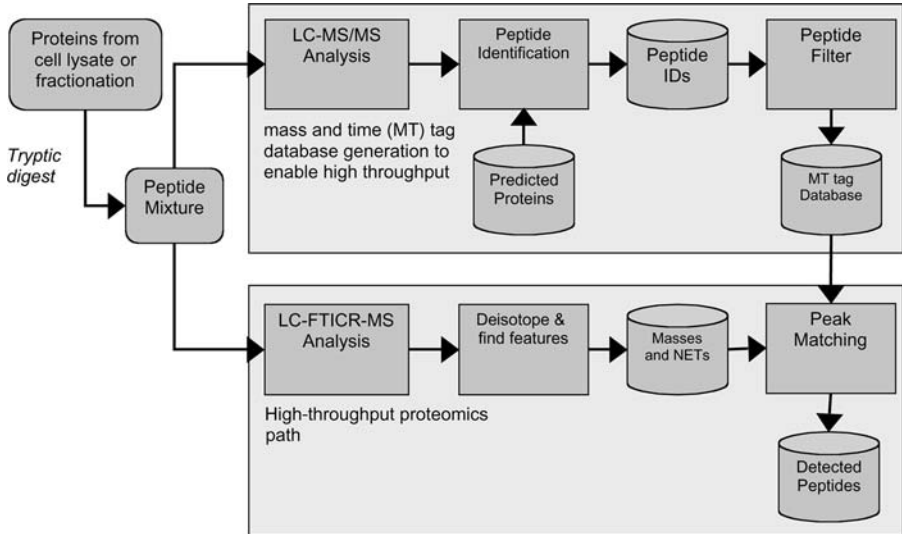 Proteins from
cell lysate or
fractionation
Tryptic
digest
Peptide
Mixture
LC-MS/MS
Analysis
Peptide
Identification
Peptide
IDs
Peptide
Filter
mass and time (MT) tag
database generation to
enable high throughput
Predicted
Proteins
MT tag
Database
LC-FTICR-MS
Analysis
Deisotope &
find features
Masses
and NETs
Peak
Matching
High-throughput proteomics
path
Detected
Peptides